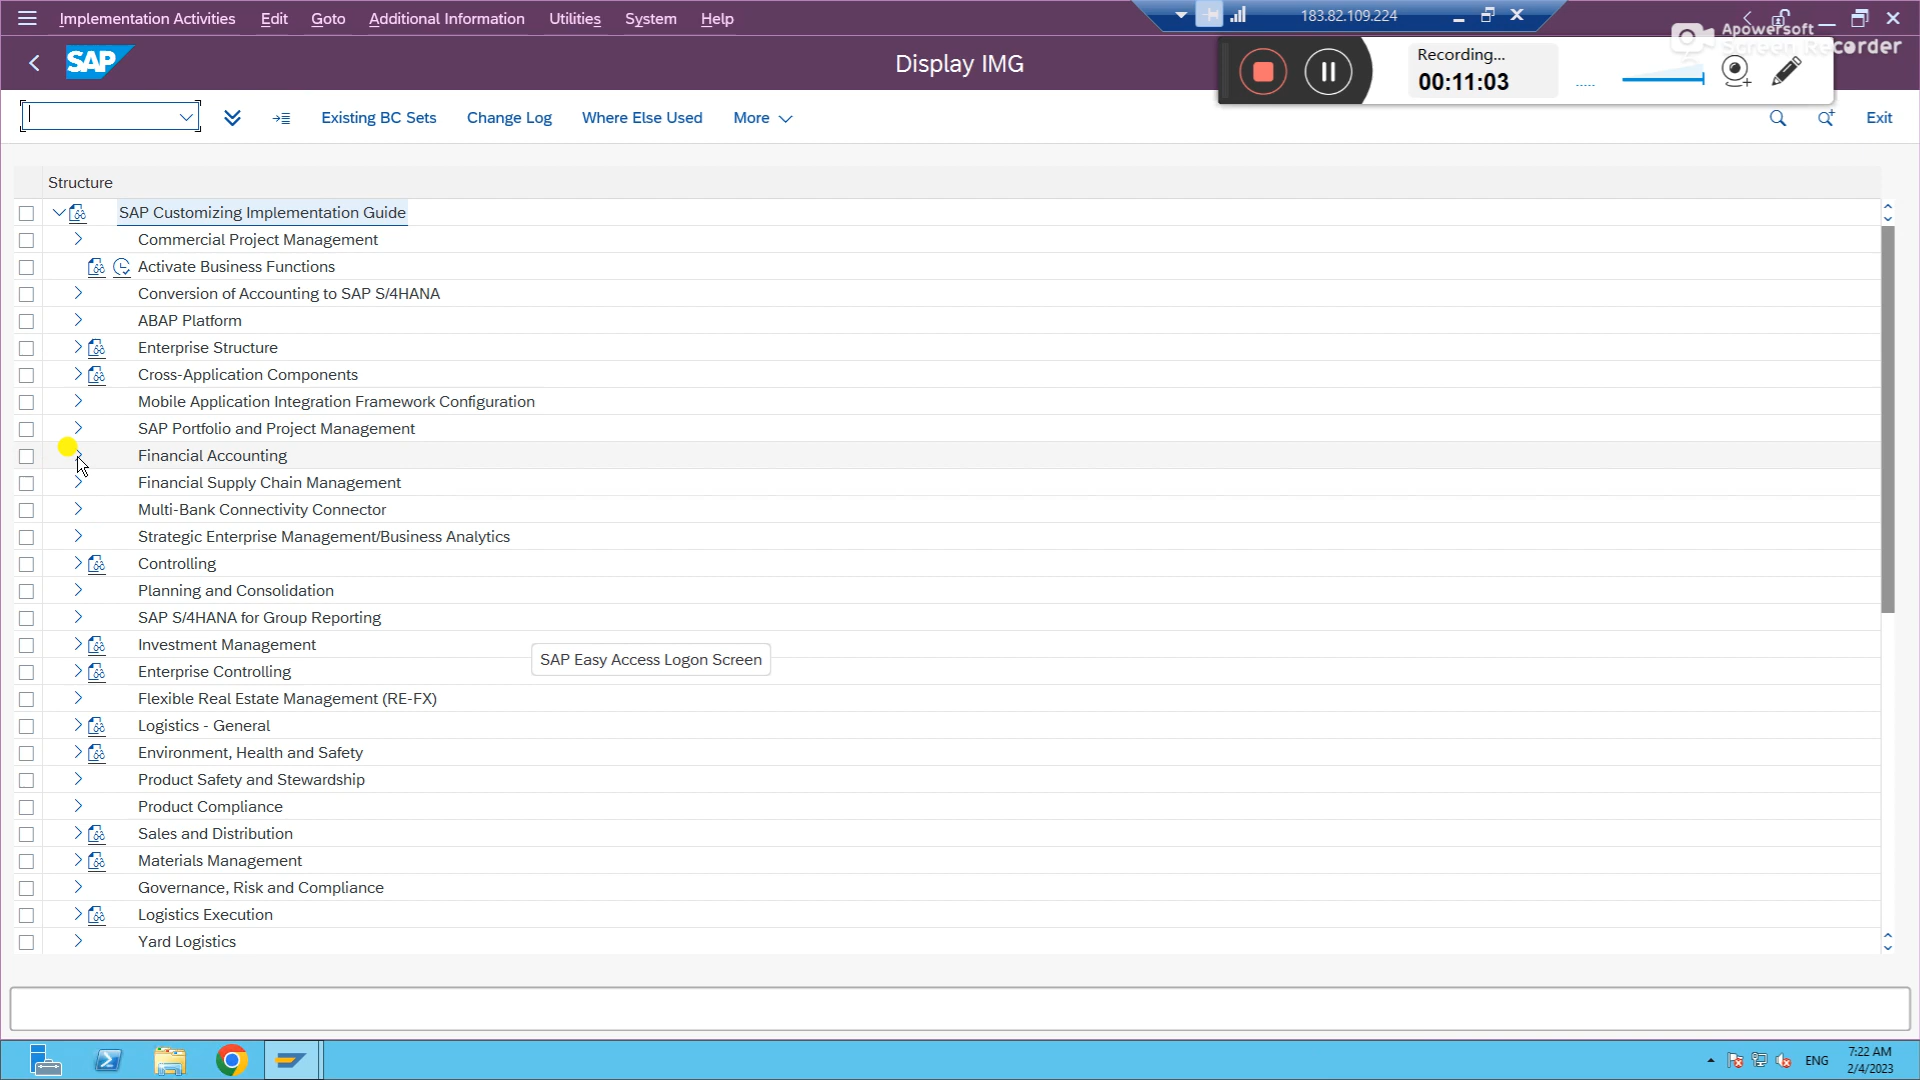 Implementation Activities Edit Goto Additional Information Utilities System Help
183.82.109.224
Apowersoft
Screen Recorder
SAP
Display IMG
Recording...
00:11:03
Existing BC Sets Change Log Where Else Used More Exit
Structure
SAP Customizing Implementation Guide
Commercial Project Management
Activate Business Functions
Conversion of Accounting to SAP S/4HANA
ABAP Platform
Enterprise Structure
Cross-Application Components
Mobile Application Integration Framework Configuration
SAP Portfolio and Project Management
Financial Accounting
Financial Supply Chain Management
Multi-Bank Connectivity Connector
Strategic Enterprise Management/Business Analytics
Controlling
Planning and Consolidation
SAP S/4HANA for Group Reporting
Investment Management
SAP Easy Access Logon Screen
Enterprise Controlling
Flexible Real Estate Management (RE-FX)
Logistics - General
Environment, Health and Safety
Product Safety and Stewardship
Product Compliance
Sales and Distribution
Materials Management
Governance, Risk and Compliance
Logistics Execution
Yard Logistics
ENG
7:22 AM
2/4/2023